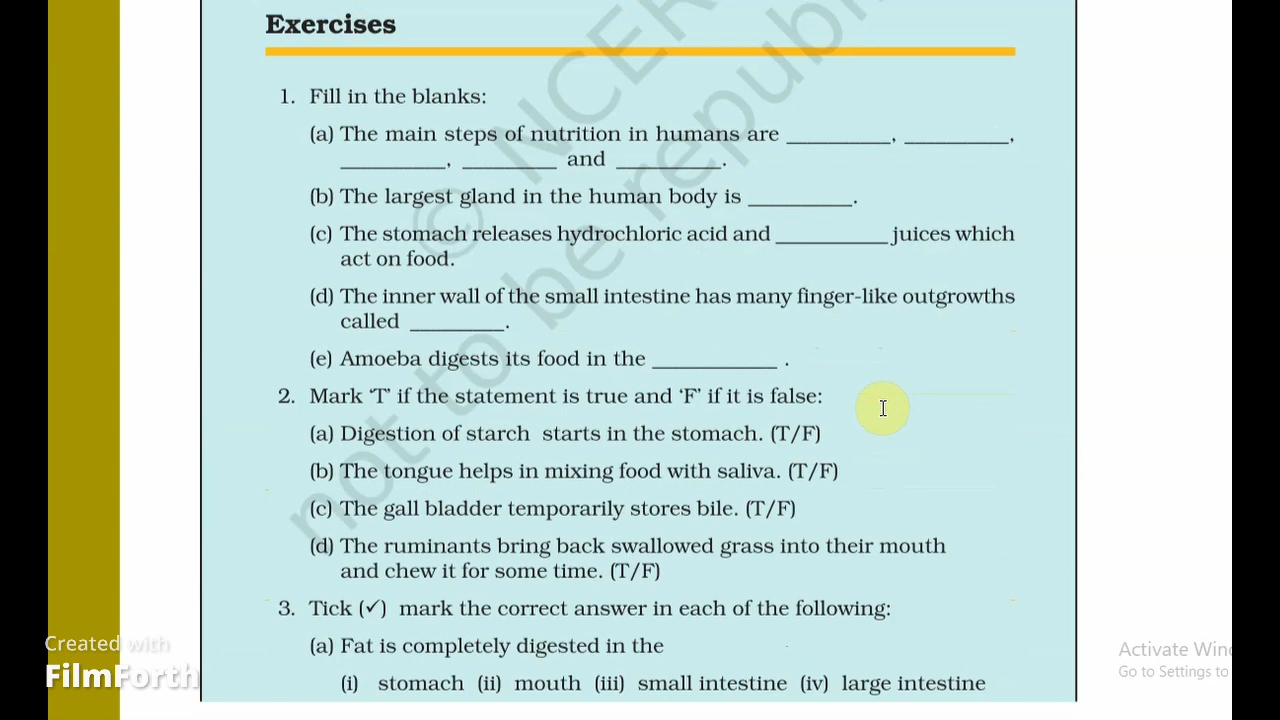 Exercises
1. Fill in the blanks:
(a) The main steps of nutrition in humans are __________, __________,
__________, _________ and __________.
(b) The largest gland in the human body is __________.
(c) The stomach releases hydrochloric acid and ___________ juices which
act on food.
(d) The inner wall of the small intestine has many finger-like outgrowths
called _________.
(e) Amoeba digests its food in the ____________ .
2. Mark ‘T’ if the statement is true and ‘F’ if it is false:
(a) Digestion of starch starts in the stomach. (T/F)
(b) The tongue helps in mixing food with saliva. (T/F)
(c) The gall bladder temporarily stores bile. (T/F)
(d) The ruminants bring back swallowed grass into their mouth
and chew it for some time. (T/F)
3. Tick (✓) mark the correct answer in each of the following:
(a) Fat is completely digested in the
(i) stomach (ii) mouth (iii) small intestine (iv) large intestine
© NCER
not to be republi
Created with
FilmForth
Activate Win
Go to Settings to